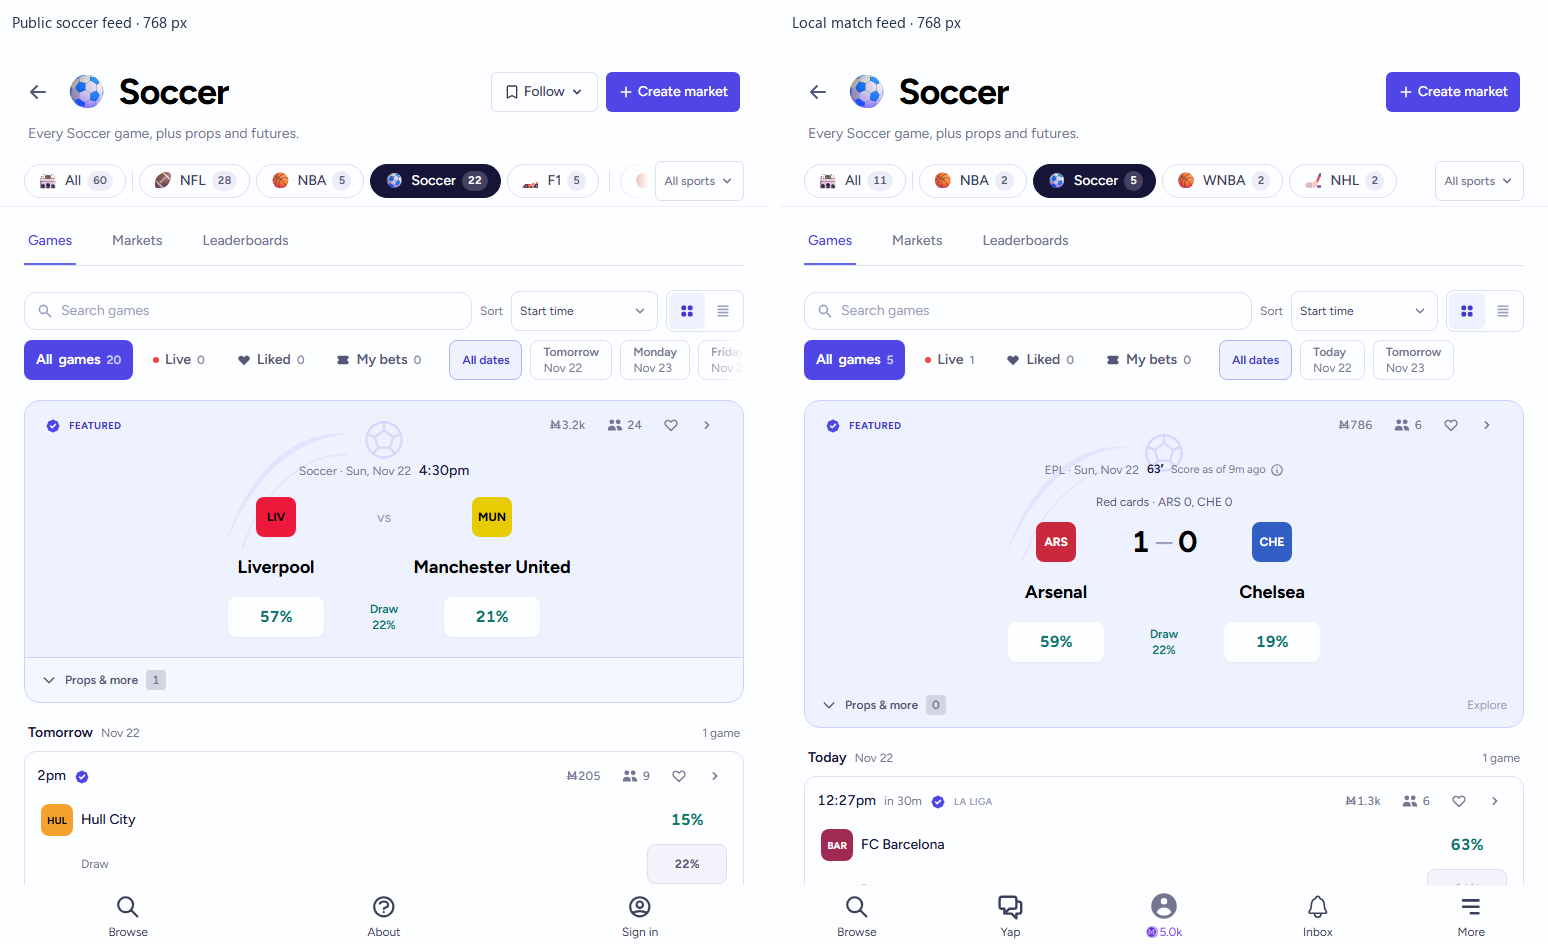 Public soccer feed · 768 px
Soccer
Follow
+ Create market
Every Soccer game, plus props and futures.
All 60
NFL 28
NBA 5
Soccer 22
F1 5
All sports
Games
Markets
Leaderboards
Search games
Sort
Start time
All games 20
Live 0
Liked 0
My bets 0
All dates
Tomorrow
Nov 22
Monday
Nov 23
Friday
Nov
FEATURED
M3.2k
24
Soccer · Sun, Nov 22 4:30pm
LIV
vs
MUN
Liverpool
Manchester United
57%
Draw
22%
21%
Props & more 1
Tomorrow Nov 22
1 game
2pm
M205
9
HUL
Hull City
15%
Draw
22%
Browse
About
Sign in
Local match feed · 768 px
Soccer
+ Create market
Every Soccer game, plus props and futures.
All 11
NBA 2
Soccer 5
WNBA 2
NHL 2
All sports
Games
Markets
Leaderboards
Search games
Sort
Start time
All games 5
Live 1
Liked 0
My bets 0
All dates
Today
Nov 22
Tomorrow
Nov 23
FEATURED
M786
6
EPL · Sun, Nov 22 63' Score as of 9m ago
Red cards · ARS 0, CHE 0
ARS
1 — 0
CHE
Arsenal
Chelsea
59%
Draw
22%
19%
Props & more 0
Explore
Today Nov 22
1 game
12:27pm in 30m LA LIGA
M1.3k
6
BAR
FC Barcelona
63%
Browse
Yap
5.0k
Inbox
More